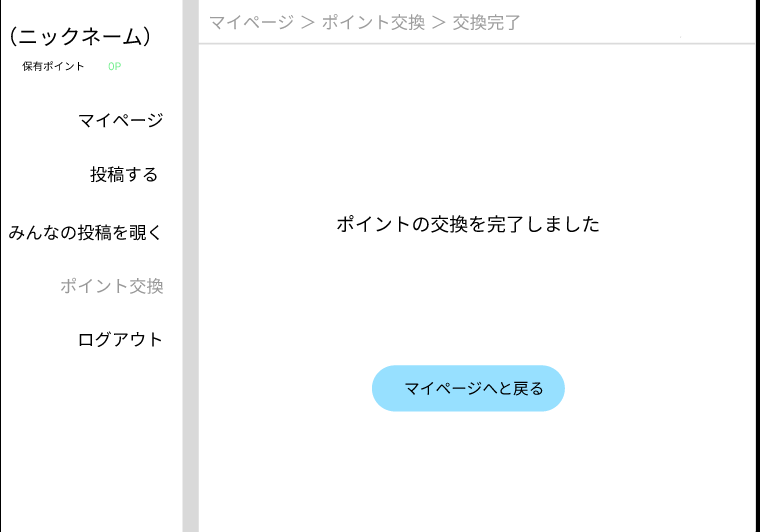 （ニックネーム）
保有ポイント 0P
マイページ
投稿する
みんなの投稿を覗く
ポイント交換
ログアウト
マイページ ＞ ポイント交換 ＞ 交換完了
ポイントの交換を完了しました
マイページへと戻る